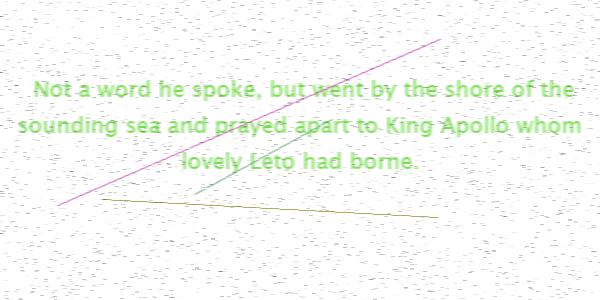 Not a word he spoke, but went by the shore of the
sounding sea and prayed apart to King Apollo whom
lovely Leto had borne.